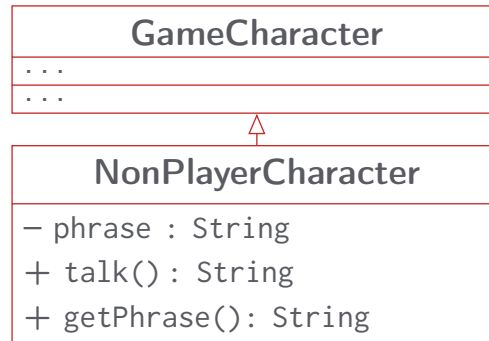 GameCharacter
...
...
NonPlayerCharacter
– phrase : String
+ talk() : String
+ getPhrase(): String